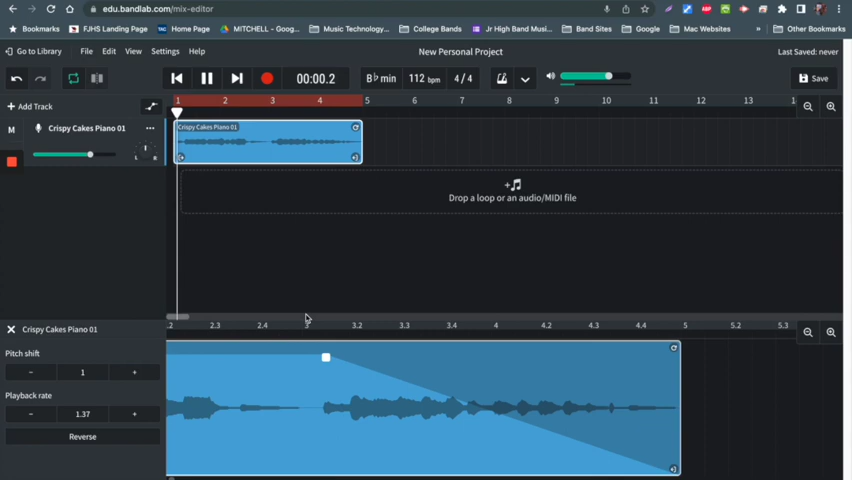 edu.bandlab.com/mix-editor
Bookmarks FJHS Landing Page Home Page MITCHELL - Goog... Music Technology... College Bands Jr High Band Musi... Band Sites Google Mac Websites » Other Bookmarks
Go to Library File Edit View Settings Help New Personal Project Last Saved: never
00:00.2 B♭ min 112 bpm 4 / 4 Save
+ Add Track 1 2 3 4 5 6 7 8 9 10 11 12 13
M Crispy Cakes Piano 01 ... L R
Crispy Cakes Piano 01
Drop a loop or an audio/MIDI file
.2 2.3 2.4 3 3.2 3.3 3.4 4 4.2 4.3 4.4 5 5.2 5.3
Crispy Cakes Piano 01
Pitch shift
− 1 +
Playback rate
− 1.37 +
Reverse